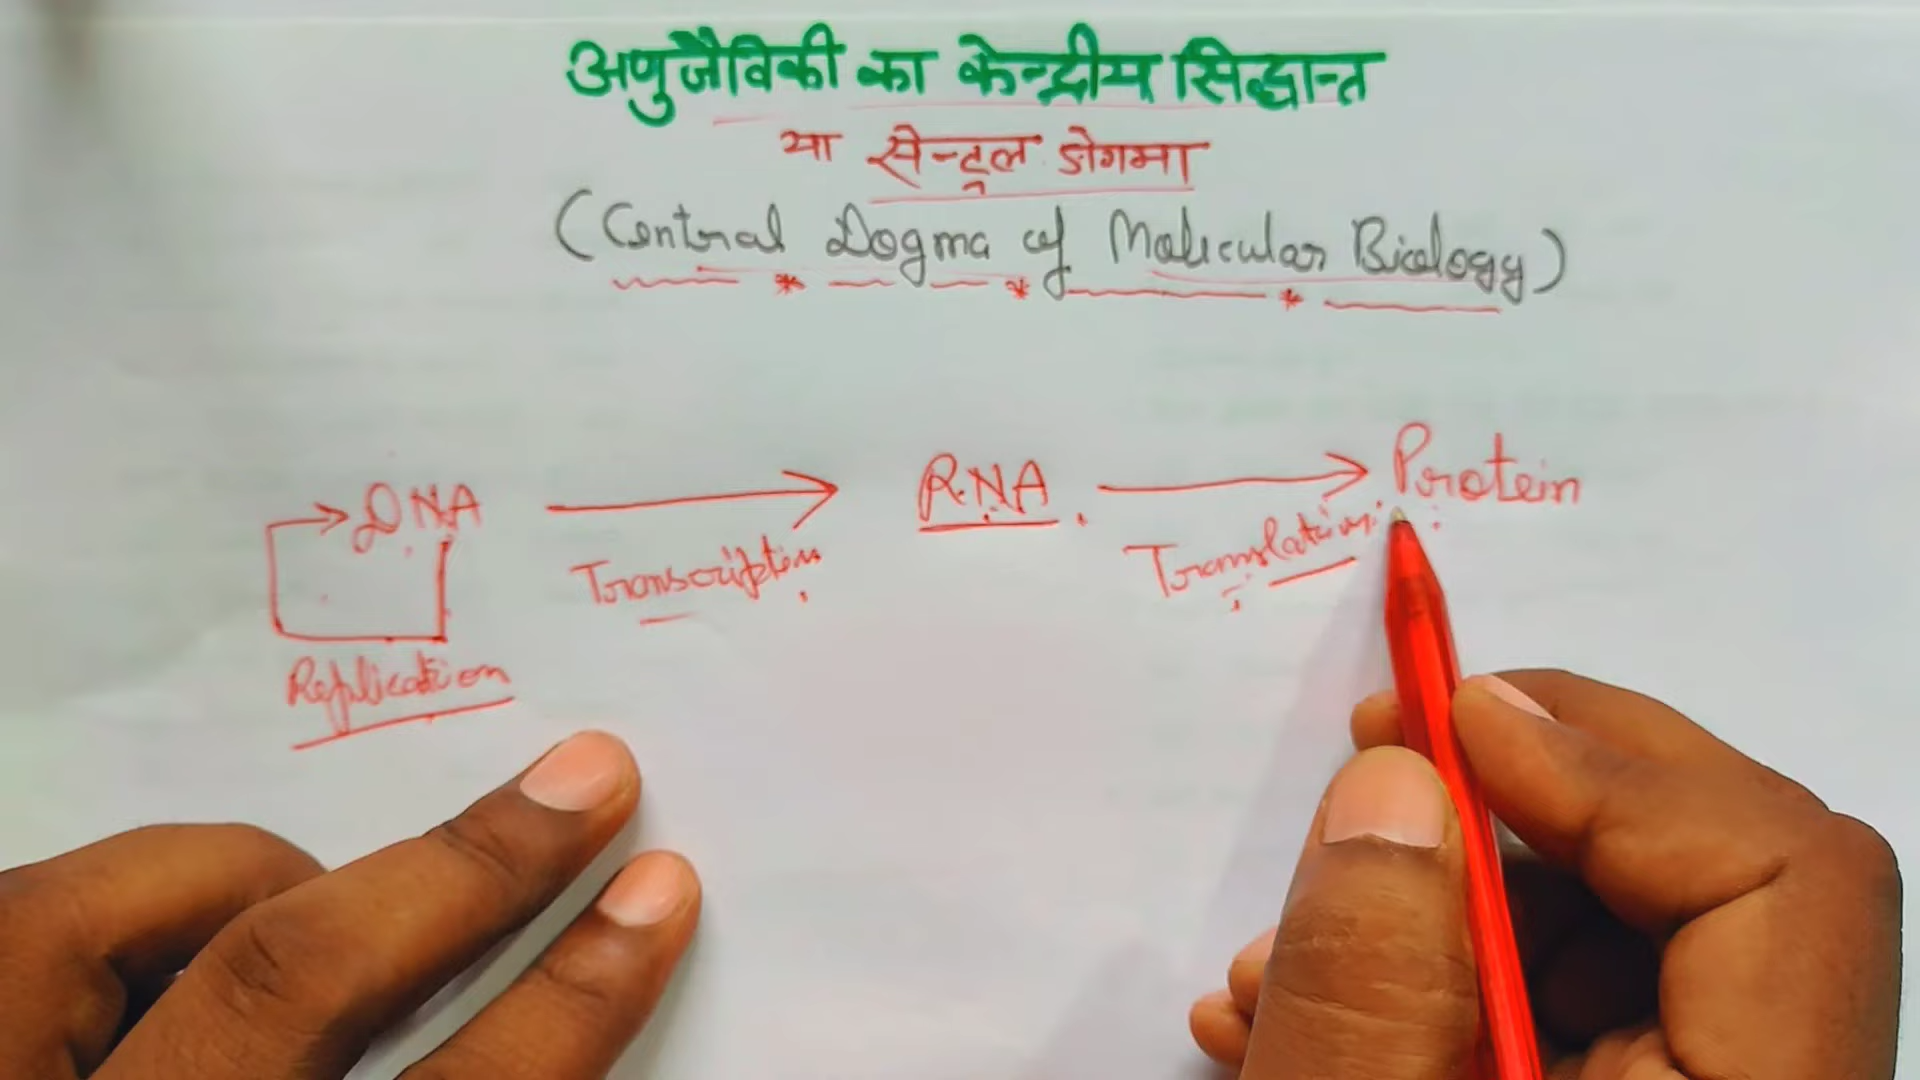 अणुजैविकी का केन्द्रीय सिद्धान्त
या सेन्ट्रल डोगमा
(Central Dogma of Molecular Biology)
DNA → RNA → Protein
Transcription Translation
Replication